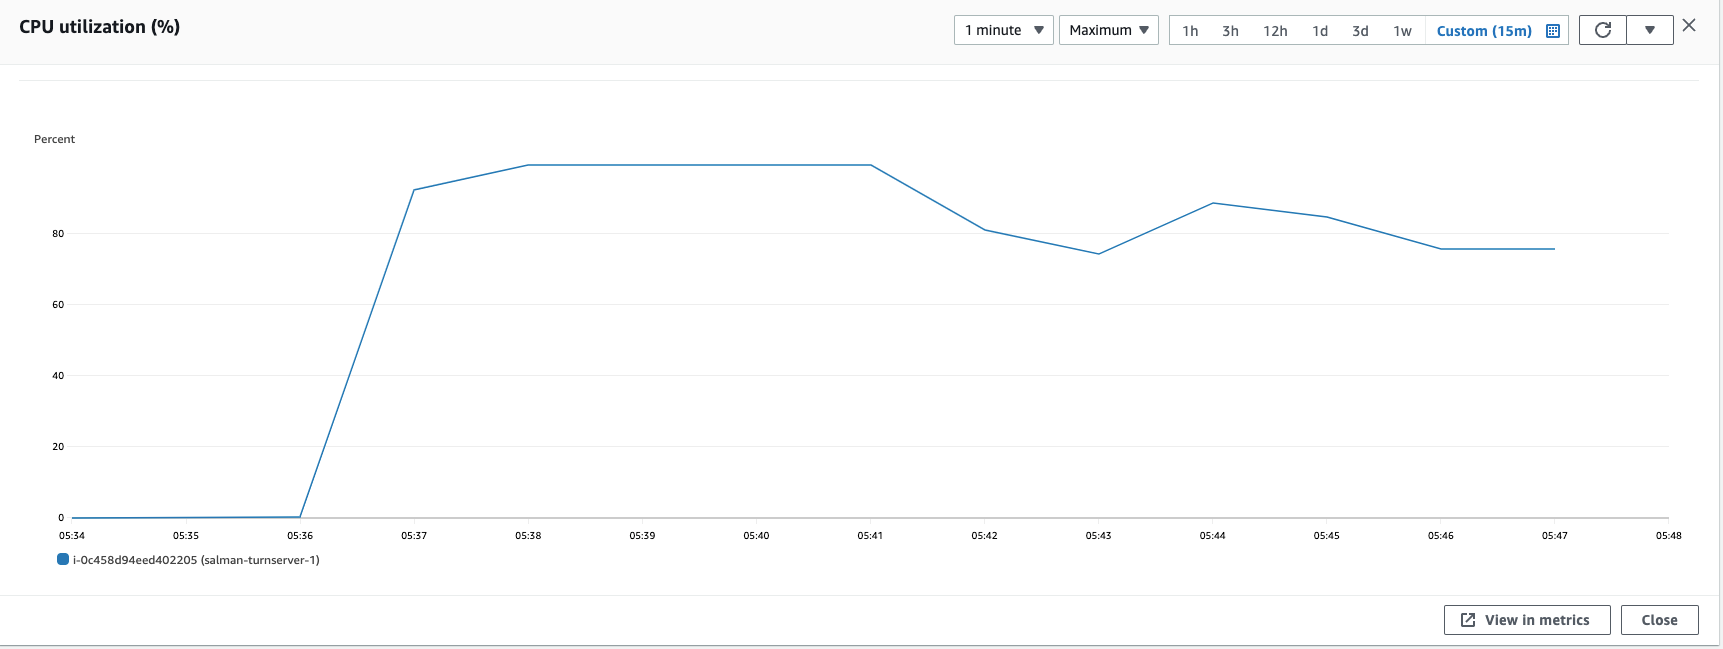 CPU utilization (%)
1 minute
Maximum
1h 3h 12h 1d 3d 1w Custom (15m)
Percent
80
60
40
20
0
05:34 05:35 05:36 05:37 05:38 05:39 05:40 05:41 05:42 05:43 05:44 05:45 05:46 05:47 05:48
i-0c458d94eed402205 (salman-turnserver-1)
View in metrics
Close